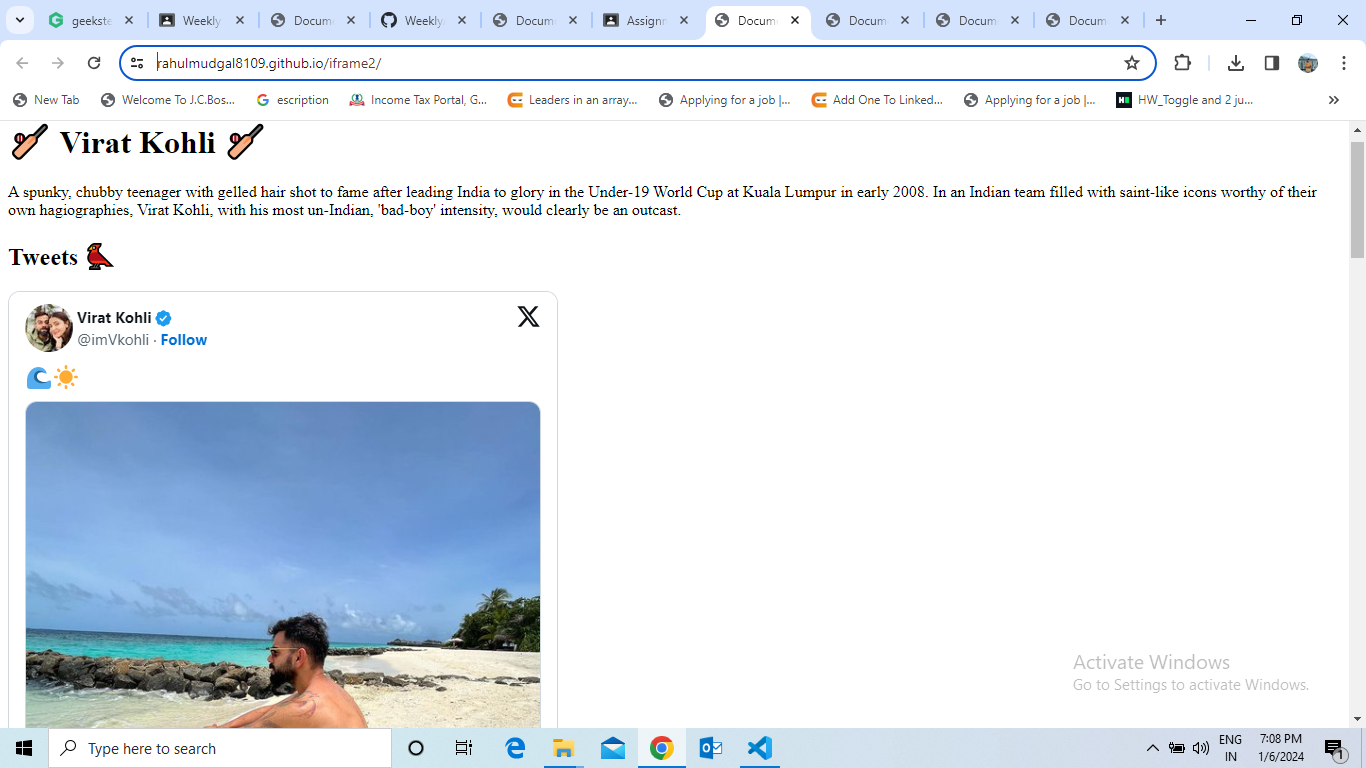 geekste
Weekly
Docume
Weekly
Docume
Assignm
Docume
Docum
Docum
Docum
rahulmudgal8109.github.io/iframe2/
New Tab
Welcome To J.C.Bos...
escription
Income Tax Portal, G...
Leaders in an array...
Applying for a job |...
Add One To Linked...
Applying for a job |...
HW_Toggle and 2 ju...
Virat Kohli
A spunky, chubby teenager with gelled hair shot to fame after leading India to glory in the Under-19 World Cup at Kuala Lumpur in early 2008. In an Indian team filled with saint-like icons worthy of their
own hagiographies, Virat Kohli, with his most un-Indian, 'bad-boy' intensity, would clearly be an outcast.
Tweets
Virat Kohli
@imVkohli · Follow
Activate Windows
Go to Settings to activate Windows.
Type here to search
ENG
IN
7:08 PM
1/6/2024
1